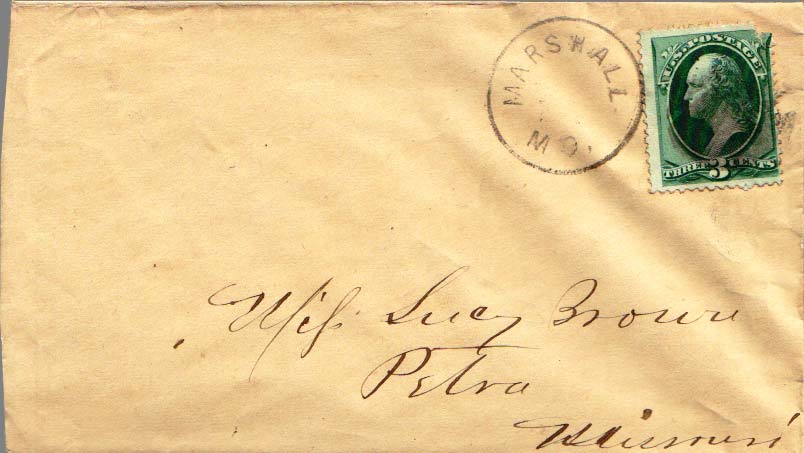 MARSHALL
MO.
U.S. POSTAGE
THREE 3 CENTS
Miss Lucy Brown
Petra
Missouri